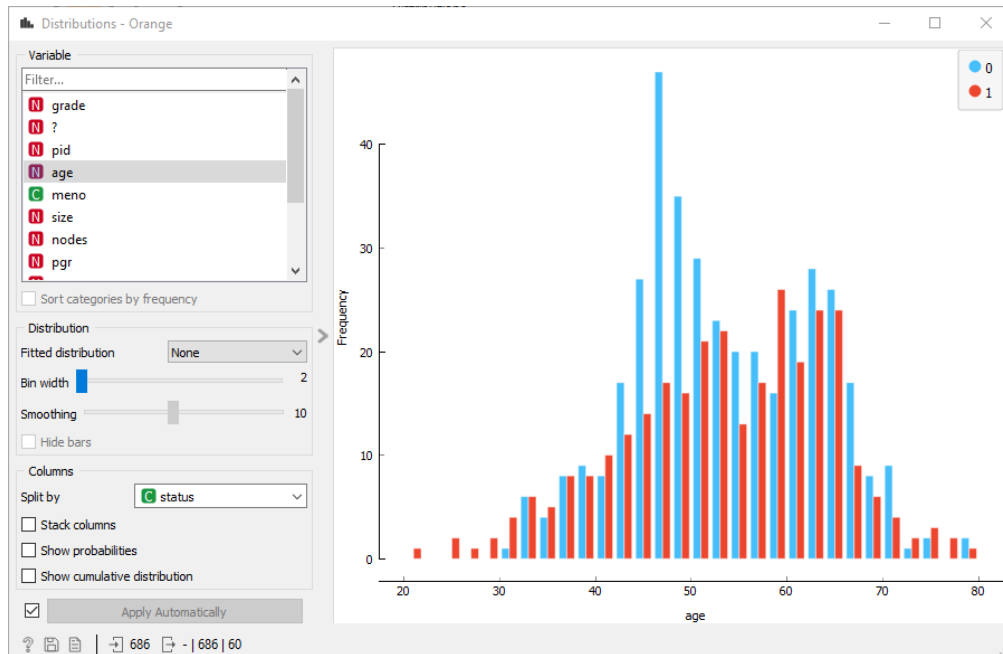 Distributions - Orange
Variable
Filter...
N grade
N ?
N pid
N age
C meno
N size
N nodes
N pgr
Sort categories by frequency
Distribution
Fitted distribution None
Bin width 2
Smoothing 10
Hide bars
Columns
Split by C status
Stack columns
Show probabilities
Show cumulative distribution
Apply Automatically
? 686 - | 686 | 60
0
1
Frequency
40
30
20
10
0
20 30 40 50 60 70 80
age